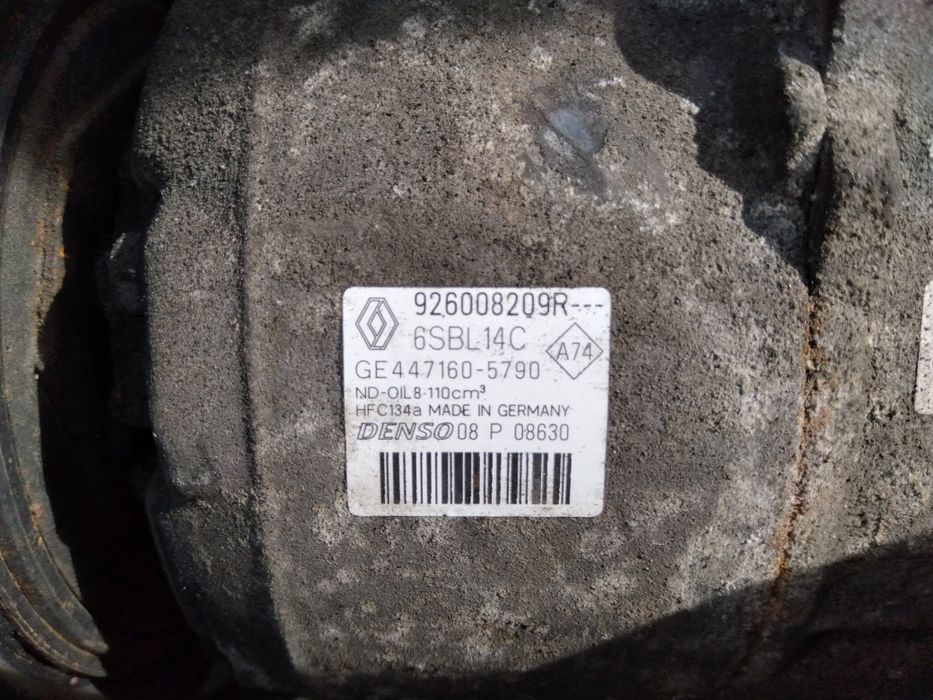 926008209R---
6SBL14C
A74
GE447160-5790
ND-OIL8-110cm³
HFC134a MADE IN GERMANY
DENSO 08 P 08630